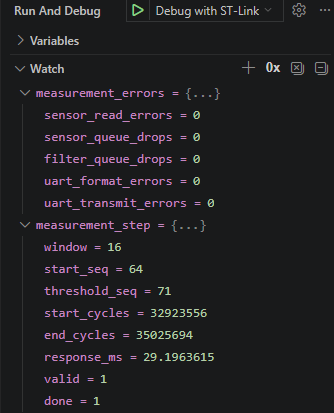 Run And Debug Debug with ST-Link
Variables
Watch 0x
measurement_errors = {...}
sensor_read_errors = 0
sensor_queue_drops = 0
filter_queue_drops = 0
uart_format_errors = 0
uart_transmit_errors = 0
measurement_step = {...}
window = 16
start_seq = 64
threshold_seq = 71
start_cycles = 32923556
end_cycles = 35025694
response_ms = 29.1963615
valid = 1
done = 1